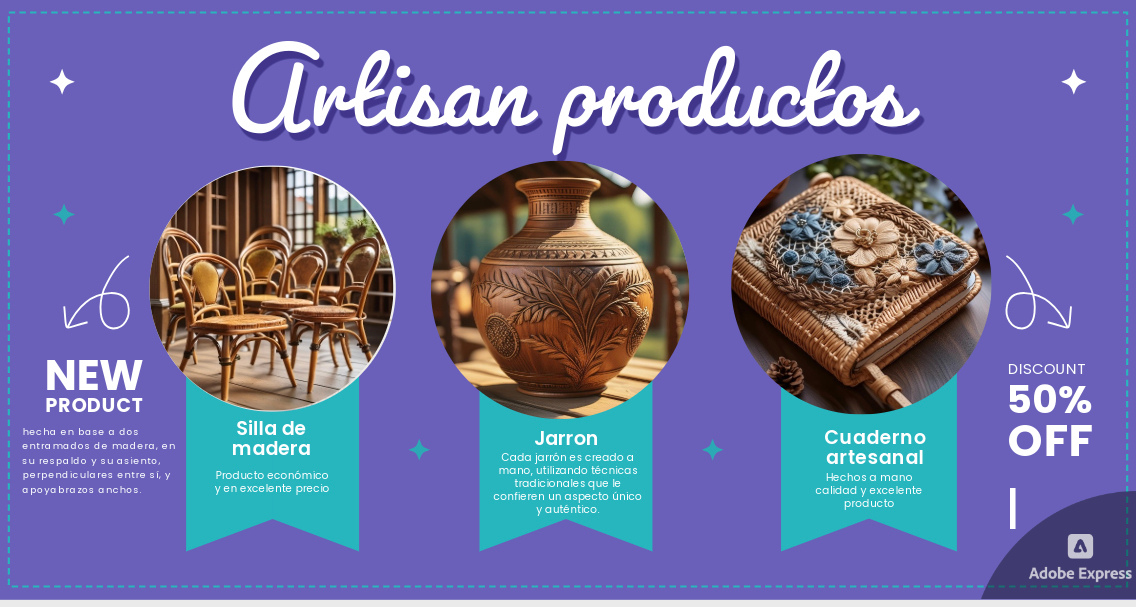 Artisan productos
NEW
PRODUCT
hecha en base a dos
entramados de madera, en
su respaldo y su asiento,
perpendiculares entre sí, y
apoyabrazos anchos.
Silla de
madera
Producto económico
y en excelente precio
Jarron
Cada jarrón es creado a
mano, utilizando técnicas
tradicionales que le
confieren un aspecto único
y auténtico.
Cuaderno
artesanal
Hechos a mano
calidad y excelente
producto
DISCOUNT
50%
OFF
Adobe Express